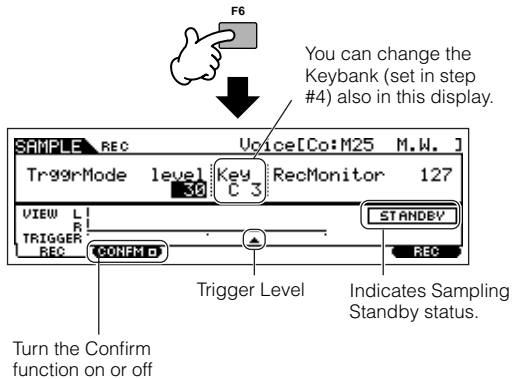 F6
You can change the
Keybank (set in step
#4) also in this display.
SAMPLE REC Voice[Co:M25 M.W. ]
TrggrMode level Key RecMonitor 127
30 C 3
VIEW L
R
STANDBY
TRIGGER
REC CONFM REC
Trigger Level
Indicates Sampling
Standby status.
Turn the Confirm
function on or off